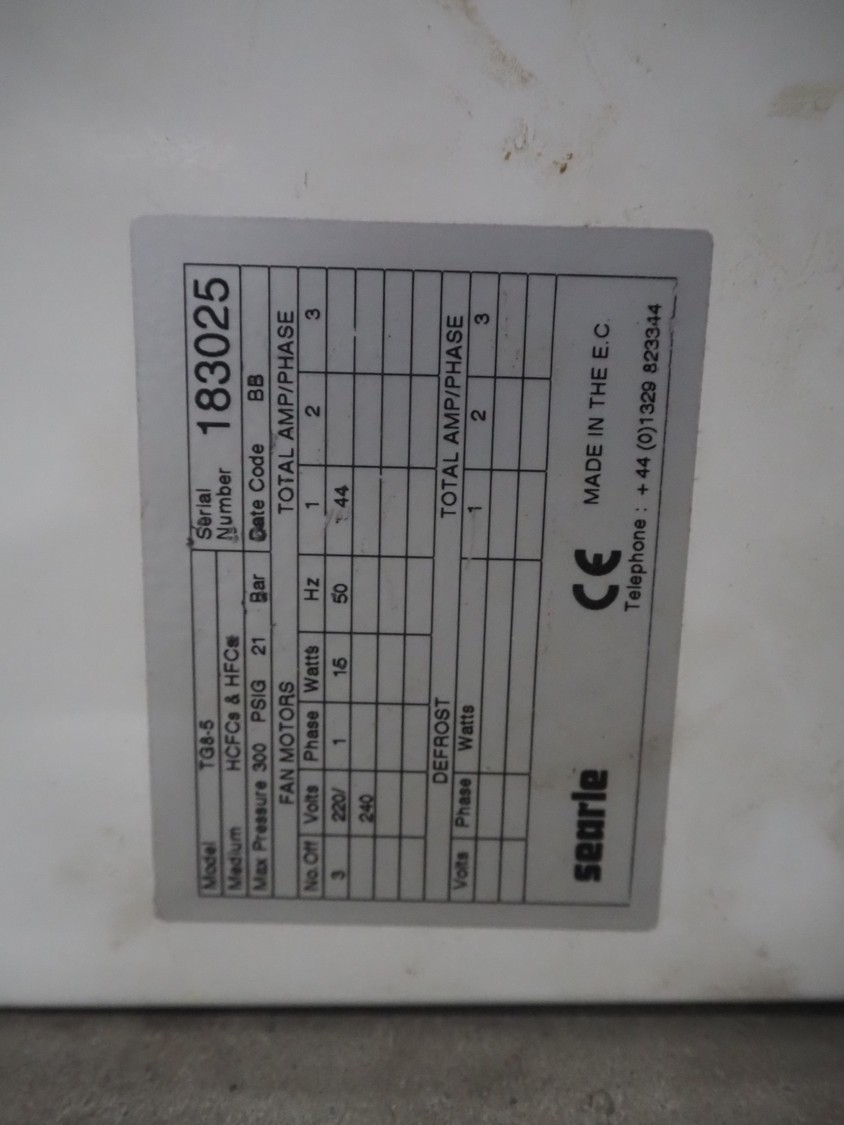 Model TG8-5 Serial Number 183025
Medium HCFCs & HFCs
Max Pressure 300 PSIG 21 Bar Date Code BB
FAN MOTORS TOTAL AMP/PHASE
No.Off Volts Phase Watts Hz 1 2 3
3 220/ 1 16 50 44
240
DEFROST TOTAL AMP/PHASE
Volts Phase Watts 1 2 3
searle CE MADE IN THE E.C.
Telephone : + 44 (0)1329 823344